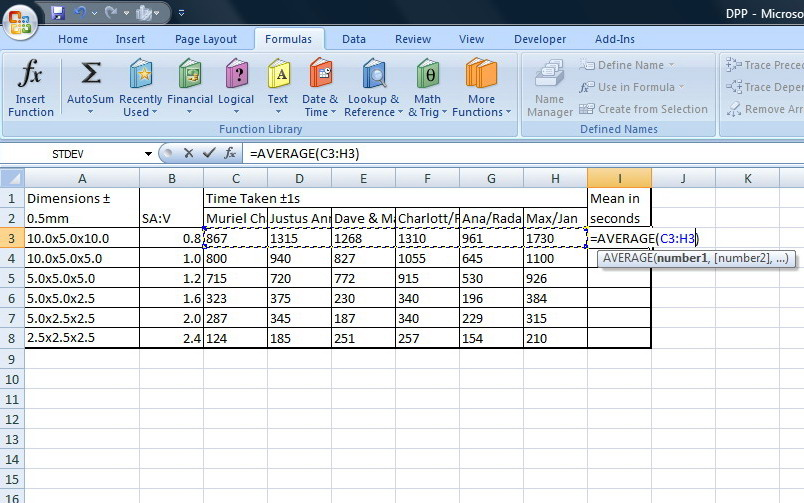 DPP - Microso
Home Insert Page Layout Formulas Data Review View Developer Add-Ins
fx Σ ? A θ
Insert Function
AutoSum
Recently Used
Financial
Logical
Text
Date & Time
Lookup & Reference
Math & Trig
More Functions
Function Library
Name Manager
Define Name
Use in Formula
Create from Selection
Defined Names
Trace Prece
Trace Depe
Remove Arr
STDEV fx =AVERAGE(C3:H3)
A B C D E F G H I J K
1 Dimensions ± Time Taken ±1s Mean in
2 0.5mm SA:V Muriel Ch Justus Ann Dave & Ma Charlott/F Ana/Rada Max/Jan seconds
3 10.0x5.0x10.0 0.8 867 1315 1268 1310 961 1730 =AVERAGE(C3:H3)
AVERAGE(number1, [number2], ...)
4 10.0x5.0x5.0 1.0 800 940 827 1055 645 1100
5 5.0x5.0x5.0 1.2 715 720 772 915 530 926
6 5.0x5.0x2.5 1.6 323 375 230 340 196 384
7 5.0x2.5x2.5 2.0 287 345 187 340 229 315
8 2.5x2.5x2.5 2.4 124 185 251 257 154 210
9
10
11
12
13
14
15
16